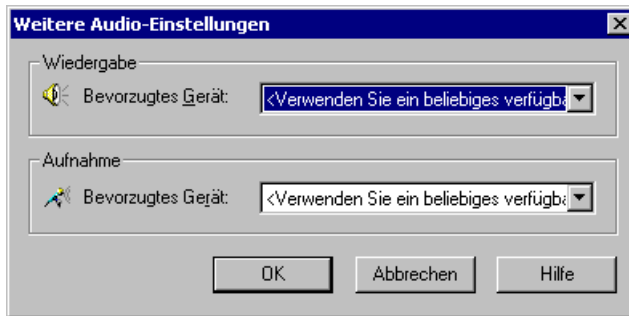 Weitere Audio-Einstellungen
Wiedergabe
Bevorzugtes Gerät: <Verwenden Sie ein beliebiges verfügba
Aufnahme
Bevorzugtes Gerät: <Verwenden Sie ein beliebiges verfügba
OK Abbrechen Hilfe